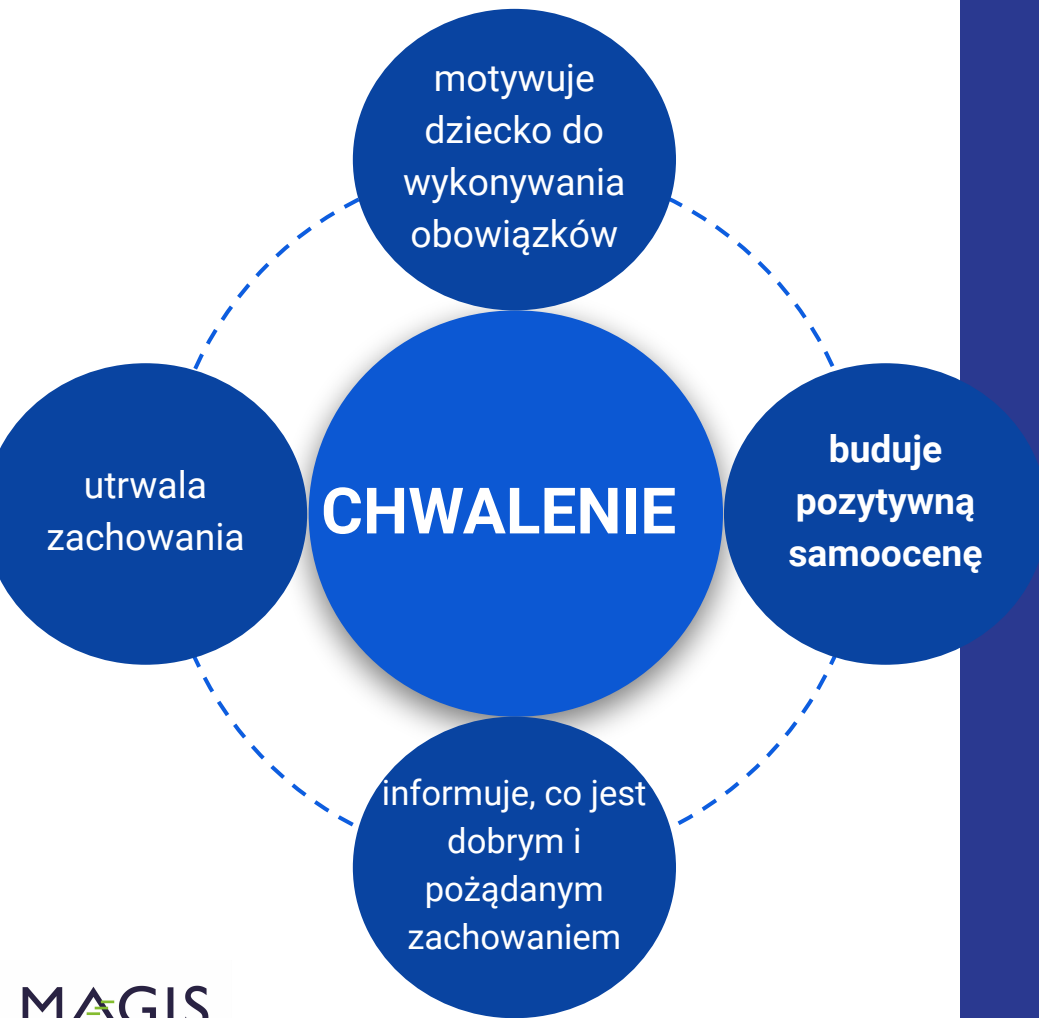 motywuje
dziecko do
wykonywania
obowiązków
utrwala
zachowania
CHWALENIE
buduje
pozytywną
samoocenę
informuje, co jest
dobrym i
pożądanym
zachowaniem
MAGIS